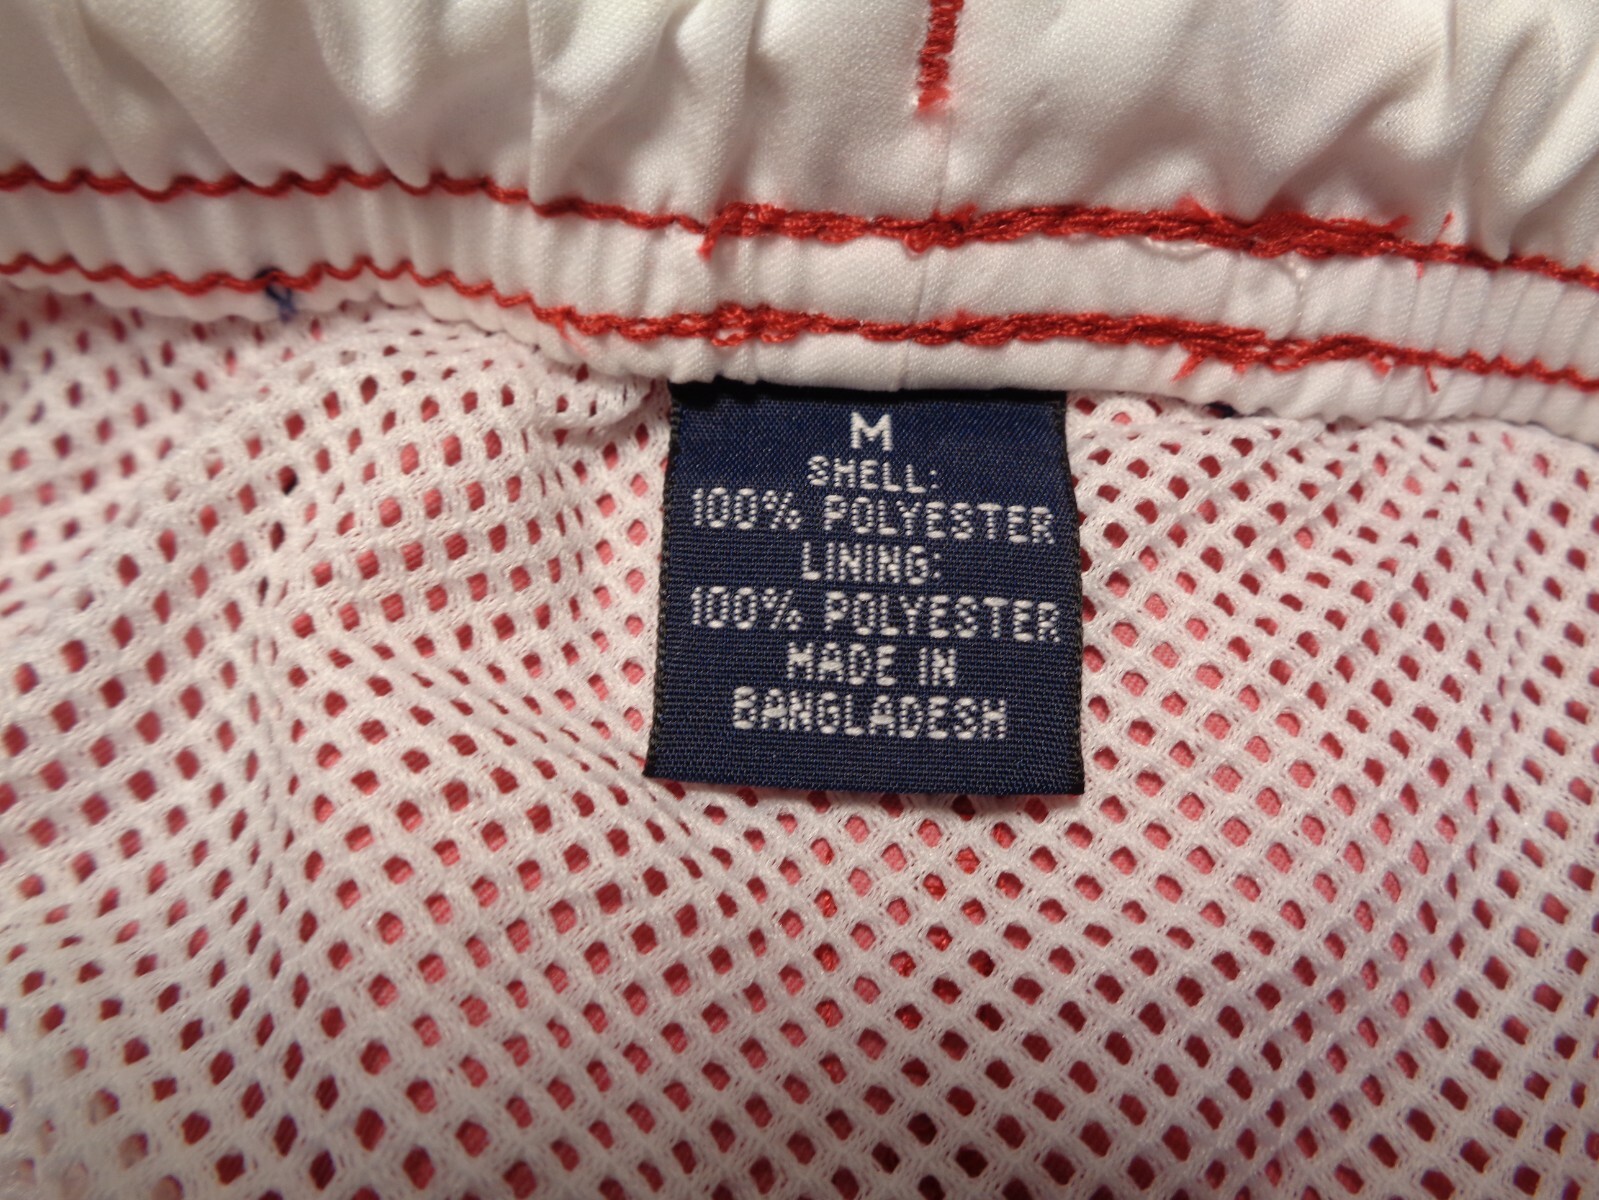 M
SHELL:
100% POLYESTER
LINING:
100% POLYESTER
MADE IN
BANGLADESH